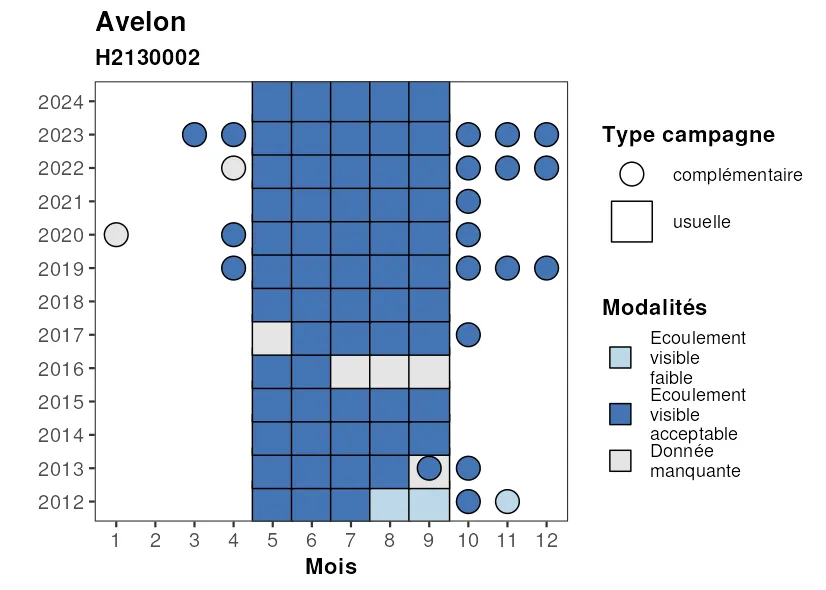 Avelon
H2130002
2024
2023
2022
2021
2020
2019
2018
2017
2016
2015
2014
2013
2012
1 2 3 4 5 6 7 8 9 10 11 12
Mois
Type campagne
complémentaire
usuelle
Modalités
Ecoulement
visible
faible
Ecoulement
visible
acceptable
Donnée
manquante